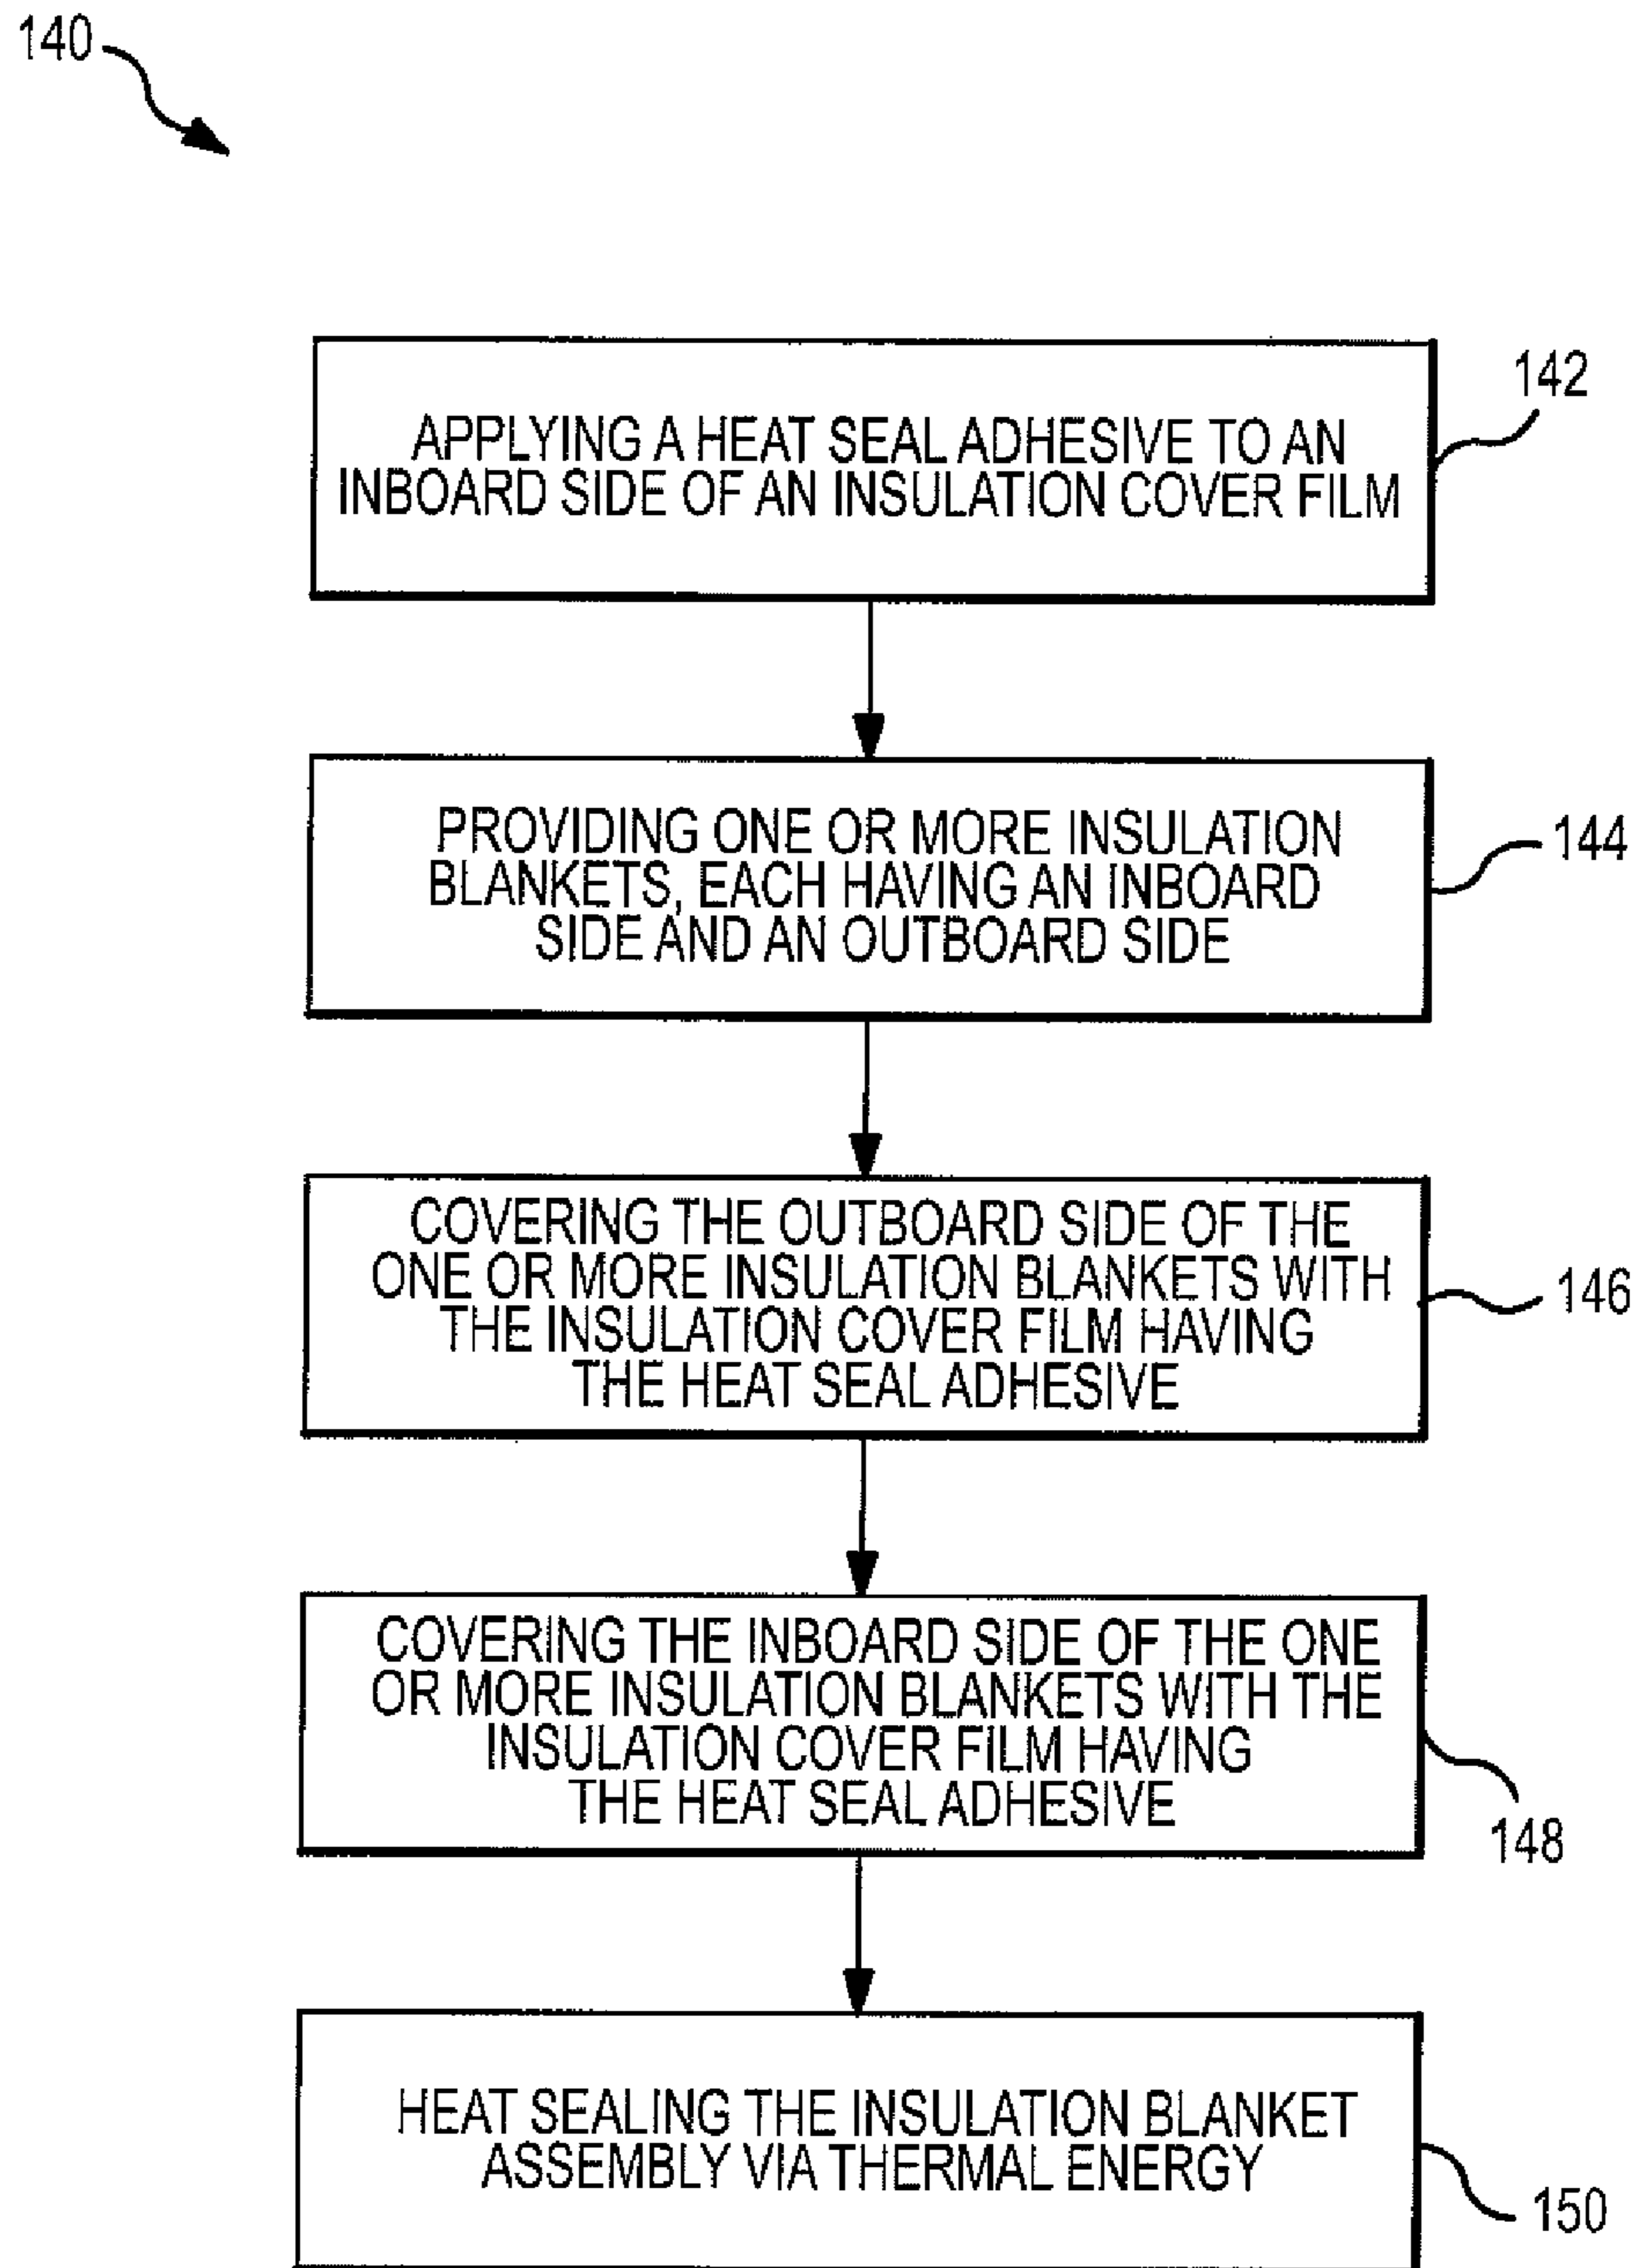 140
APPLYING A HEAT SEAL ADHESIVE TO AN
INBOARD SIDE OF AN INSULATION COVER FILM
142
PROVIDING ONE OR MORE INSULATION
BLANKETS, EACH HAVING AN INBOARD
SIDE AND AN OUTBOARD SIDE
144
COVERING THE OUTBOARD SIDE OF THE
ONE OR MORE INSULATION BLANKETS WITH
THE INSULATION COVER FILM HAVING
THE HEAT SEAL ADHESIVE
146
COVERING THE INBOARD SIDE OF THE ONE
OR MORE INSULATION BLANKETS WITH THE
INSULATION COVER FILM HAVING
THE HEAT SEAL ADHESIVE
148
HEAT SEALING THE INSULATION BLANKET
ASSEMBLY VIA THERMAL ENERGY
150